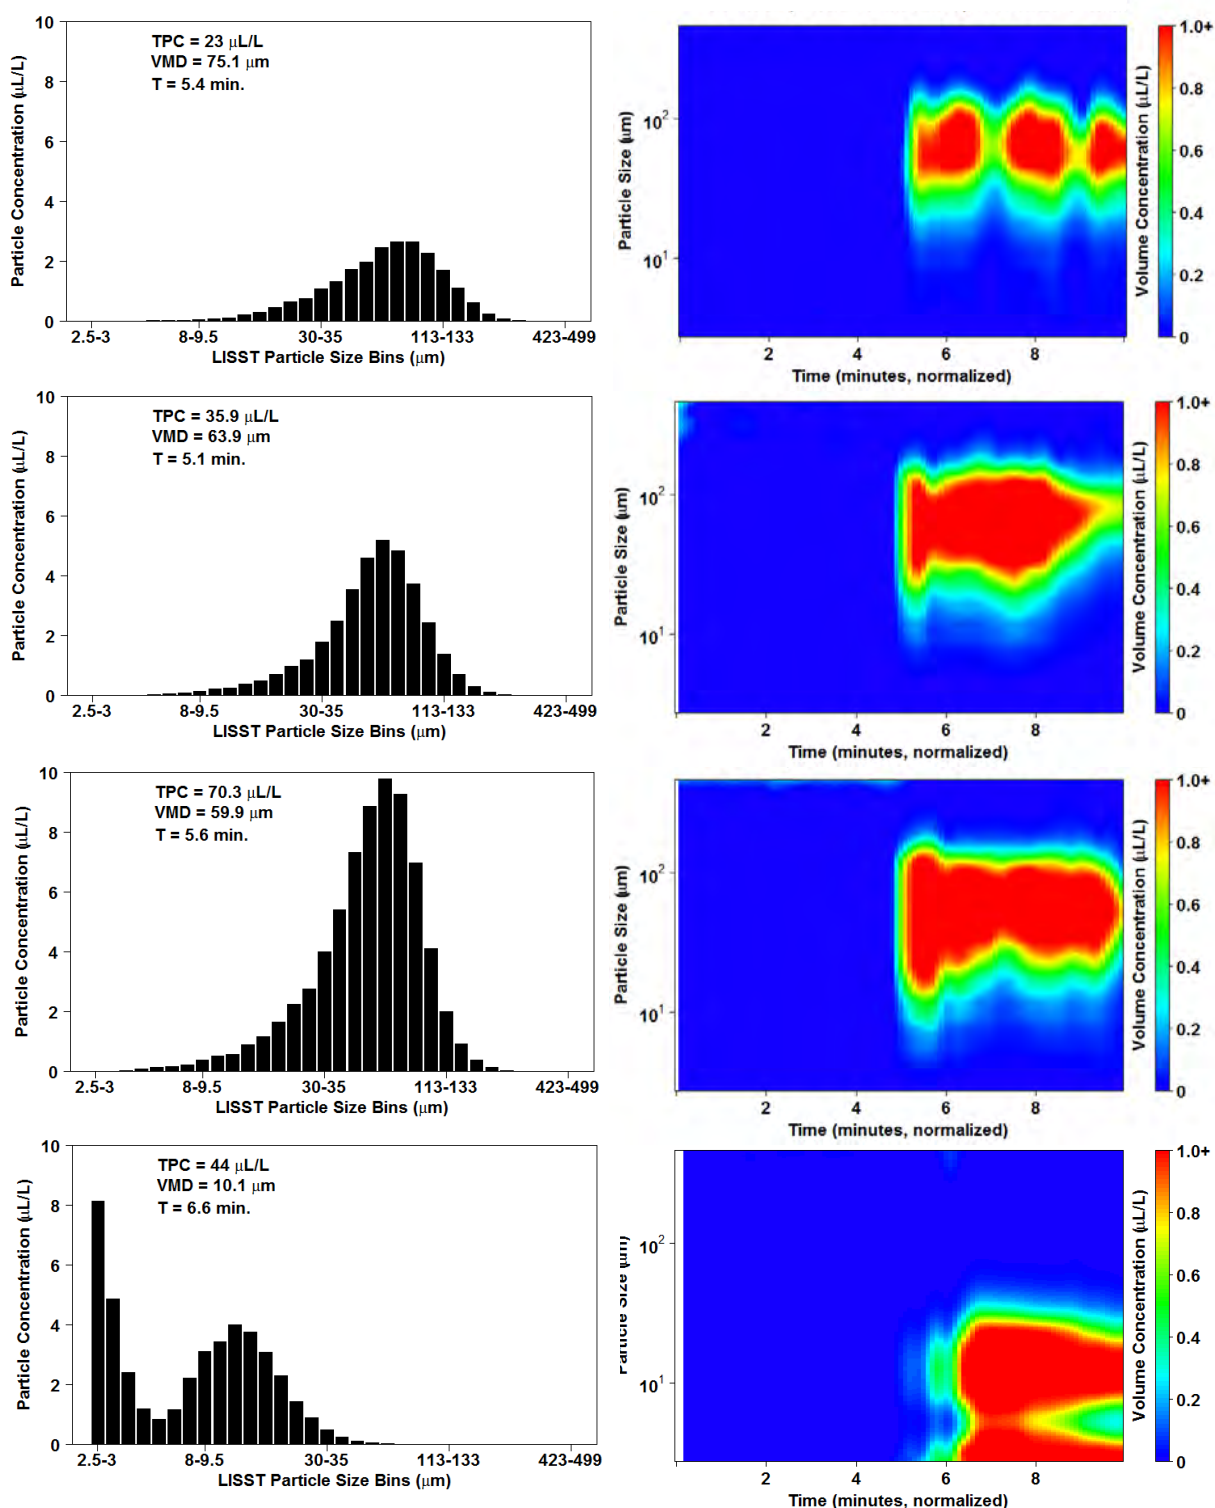 10
8
6
4
2
0
Particle Concentration (µL/L)
TPC = 23 µL/L
VMD = 75.1 µm
T = 5.4 min.
2.5-3 8-9.5 30-35 113-133 423-499
LISST Particle Size Bins (µm)
Particle Size (µm)
10²
10¹
2 4 6 8
Time (minutes, normalized)
Volume Concentration (µL/L)
1.0+
0.8
0.6
0.4
0.2
0
10
8
6
4
2
0
Particle Concentration (µL/L)
TPC = 35.9 µL/L
VMD = 63.9 µm
T = 5.1 min.
2.5-3 8-9.5 30-35 113-133 423-499
LISST Particle Size Bins (µm)
Particle Size (µm)
10²
10¹
2 4 6 8
Time (minutes, normalized)
Volume Concentration (µL/L)
1.0+
0.8
0.6
0.4
0.2
0
10
8
6
4
2
0
Particle Concentration (µL/L)
TPC = 70.3 µL/L
VMD = 59.9 µm
T = 5.6 min.
2.5-3 8-9.5 30-35 113-133 423-499
LISST Particle Size Bins (µm)
Particle Size (µm)
10²
10¹
2 4 6 8
Time (minutes, normalized)
Volume Concentration (µL/L)
1.0+
0.8
0.6
0.4
0.2
0
10
8
6
4
2
0
Particle Concentration (µL/L)
TPC = 44 µL/L
VMD = 10.1 µm
T = 6.6 min.
2.5-3 8-9.5 30-35 113-133 423-499
LISST Particle Size Bins (µm)
Particle Size (µm)
10²
10¹
2 4 6 8
Time (minutes, normalized)
Volume Concentration (µL/L)
1.0+
0.8
0.6
0.4
0.2
0